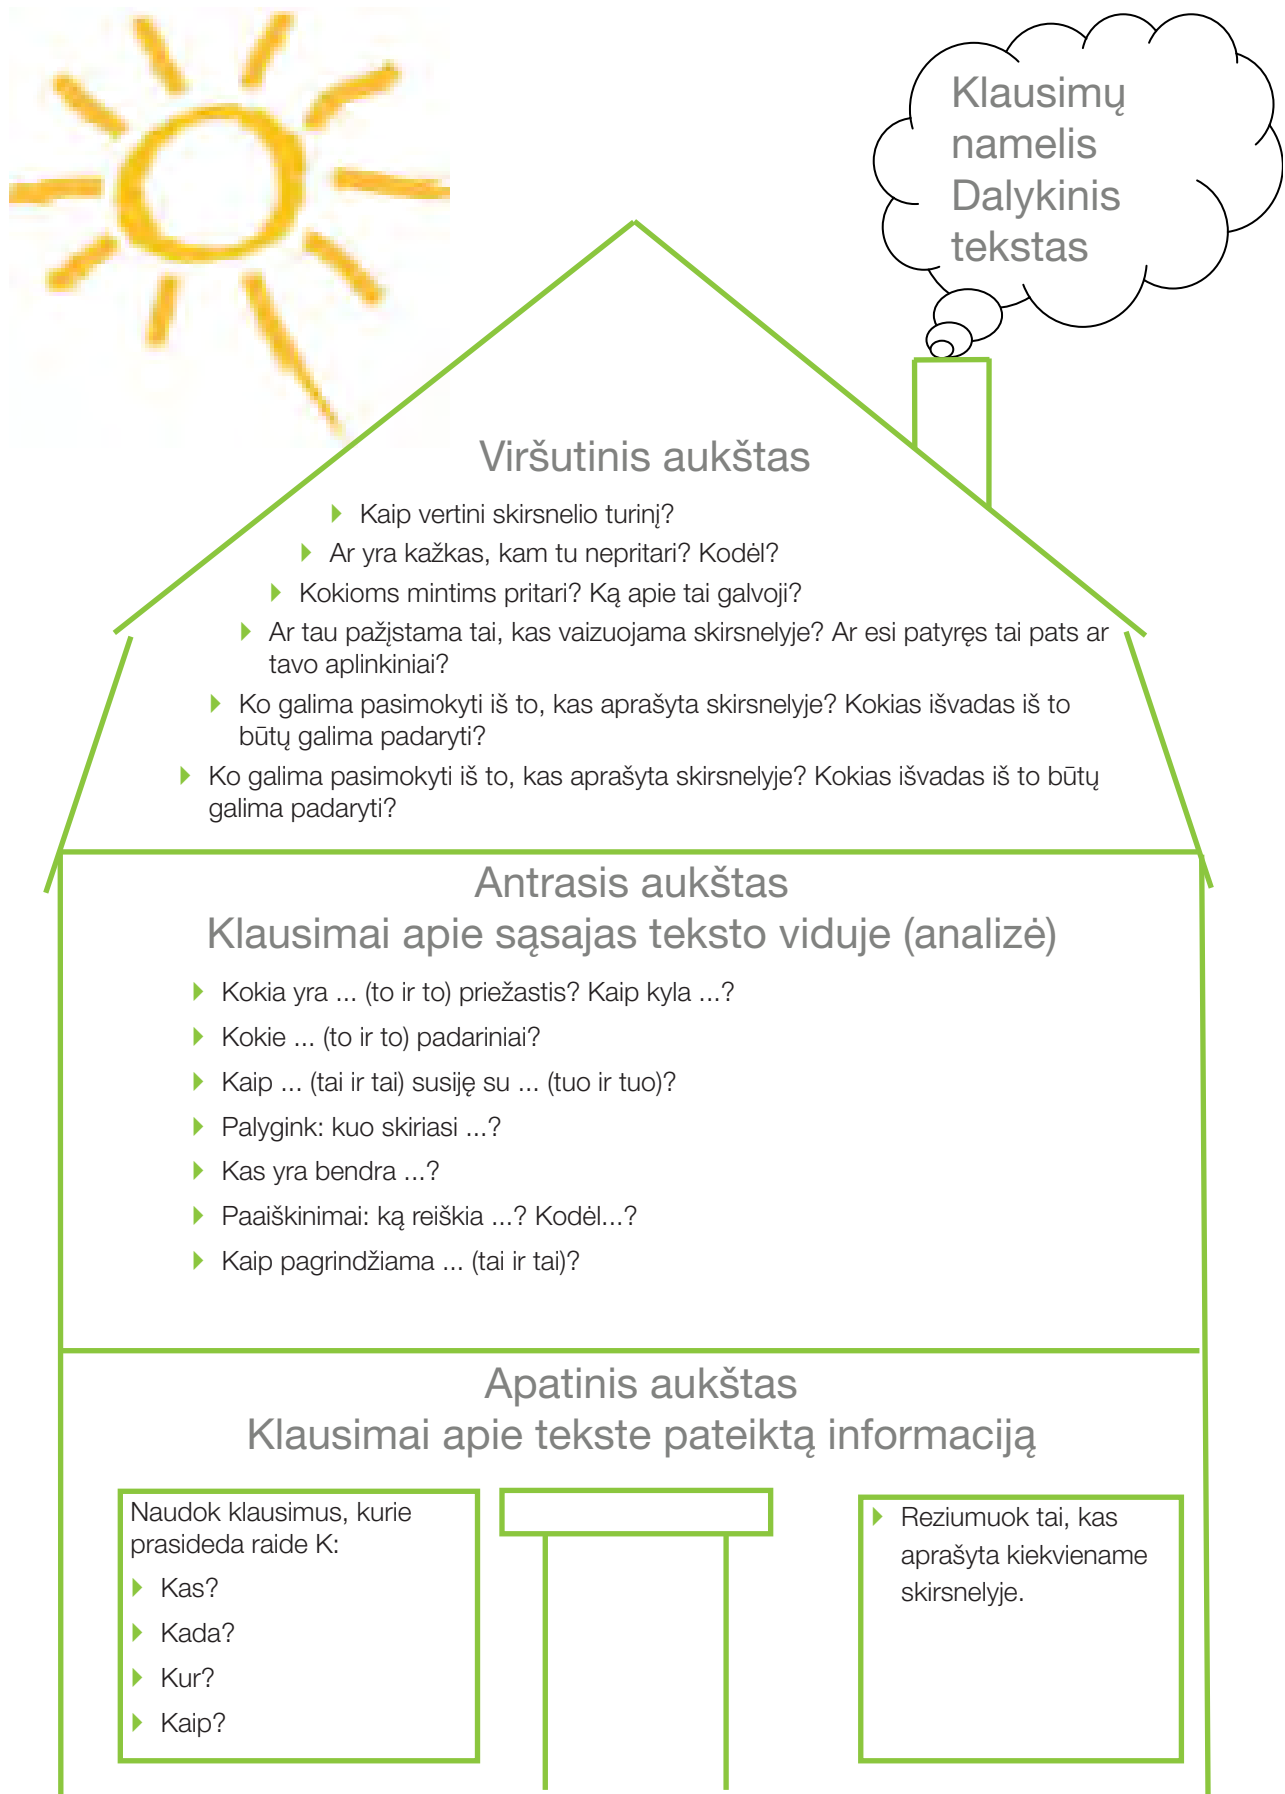 Klausimų
namelis
Dalykinis
tekstas
Viršutinis aukštas
Kaip vertini skirsnelio turinį?
Ar yra kažkas, kam tu nepritari? Kodėl?
Kokioms mintims pritari? Ką apie tai galvoji?
Ar tau pažįstama tai, kas vaizuojama skirsnelyje? Ar esi patyręs tai pats ar
tavo aplinkiniai?
Ko galima pasimokyti iš to, kas aprašyta skirsnelyje? Kokias išvadas iš to
būtų galima padaryti?
Ko galima pasimokyti iš to, kas aprašyta skirsnelyje? Kokias išvadas iš to būtų
galima padaryti?
Antrasis aukštas
Klausimai apie sąsajas teksto viduje (analizė)
Kokia yra ... (to ir to) priežastis? Kaip kyla ...?
Kokie ... (to ir to) padariniai?
Kaip ... (tai ir tai) susiję su ... (tuo ir tuo)?
Palygink: kuo skiriasi ...?
Kas yra bendra ...?
Paaiškinimai: ką reiškia ...? Kodėl...?
Kaip pagrindžiama ... (tai ir tai)?
Apatinis aukštas
Klausimai apie tekste pateiktą informaciją
Naudok klausimus, kurie
prasideda raide K:
Kas?
Kada?
Kur?
Kaip?
Reziumuok tai, kas
aprašyta kiekviename
skirsnelyje.